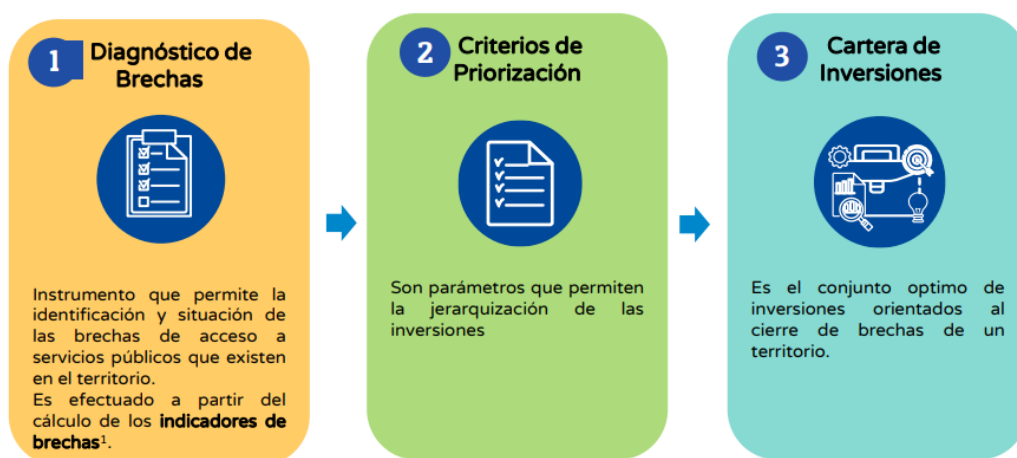 1
Diagnóstico de
Brechas
Instrumento que permite la
identificación y situación de
las brechas de acceso a
servicios públicos que existen
en el territorio.
Es efectuado a partir del
cálculo de los indicadores de
brechas¹.
2
Criterios de
Priorización
Son parámetros que permiten
la jerarquización de las
inversiones
3
Cartera de
Inversiones
Es el conjunto optimo de
inversiones orientados al
cierre de brechas de un
territorio.